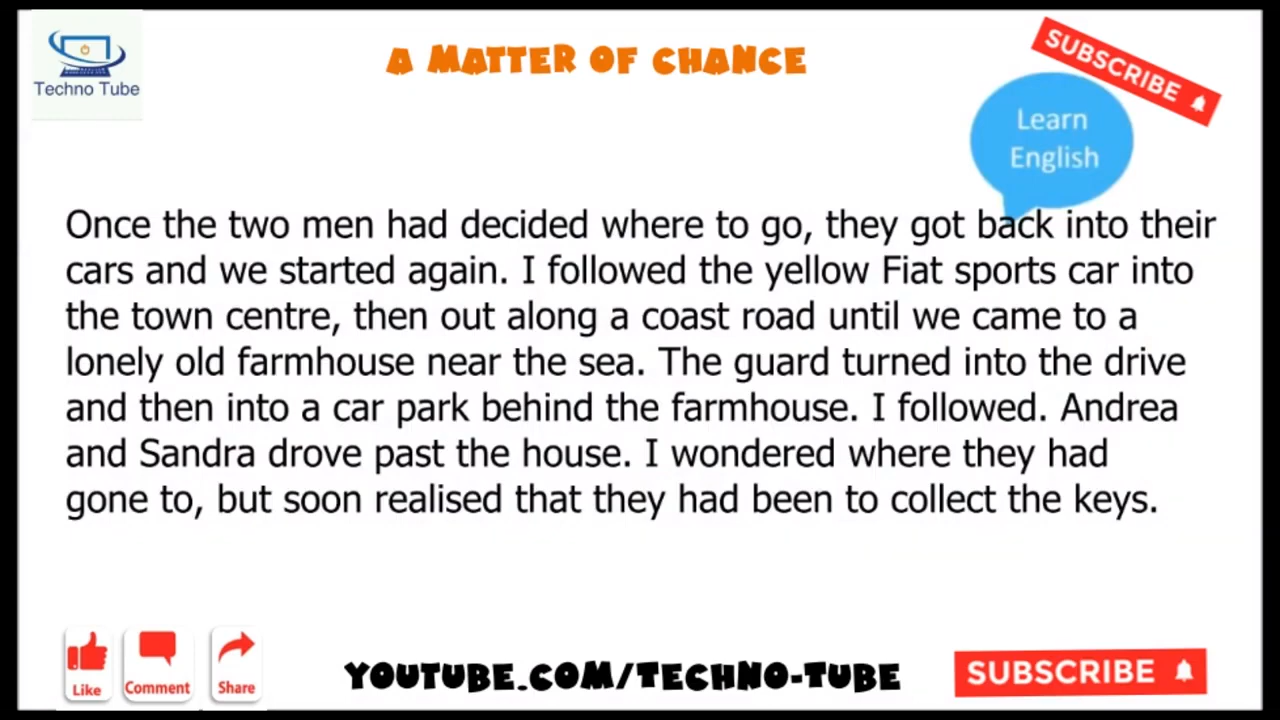 A MATTER OF CHANCE
SUBSCRIBE
Techno Tube
Learn
English
Once the two men had decided where to go, they got back into their
cars and we started again. I followed the yellow Fiat sports car into
the town centre, then out along a coast road until we came to a
lonely old farmhouse near the sea. The guard turned into the drive
and then into a car park behind the farmhouse. I followed. Andrea
and Sandra drove past the house. I wondered where they had
gone to, but soon realised that they had been to collect the keys.
Like
Comment
Share
YOUTUBE.COM/TECHNO-TUBE
SUBSCRIBE